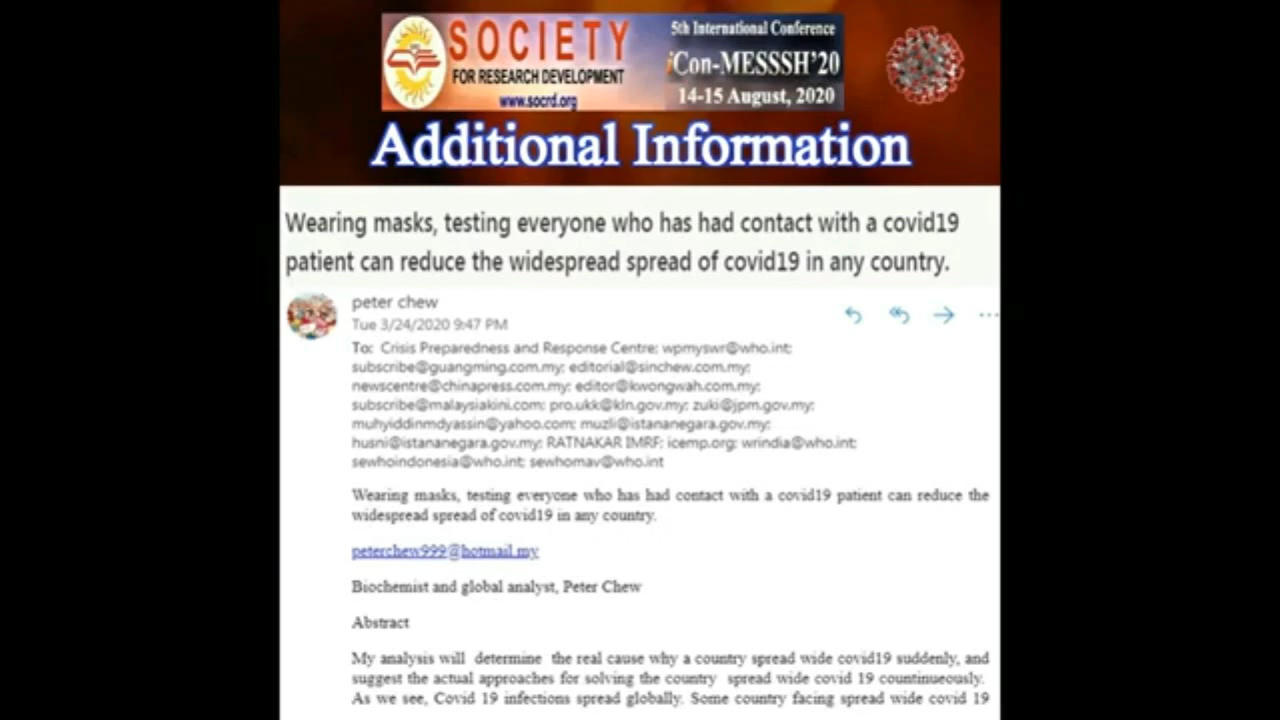 SOCIETY
FOR RESEARCH DEVELOPMENT
www.socrd.org
5th International Conference
iCon-MESSSH'20
14-15 August, 2020
Additional Information
Wearing masks, testing everyone who has had contact with a covid19
patient can reduce the widespread spread of covid19 in any country.
peter chew
Tue 3/24/2020 9:47 PM
To: Crisis Preparedness and Response Centre; wpmyswr@who.int;
subscribe@guangming.com.my; editorial@sinchew.com.my;
newscentre@chinapress.com.my; editor@kwongwah.com.my;
subscribe@malaysiakini.com; pro.ukk@kln.gov.my; zuki@jpm.gov.my;
muhyiddinmdyassin@yahoo.com; muzli@istananegara.gov.my;
husni@istananegara.gov.my; RATNAKAR IMRF; icemp.org; wrindia@who.int;
sewhoindonesia@who.int; sewhomav@who.int
Wearing masks, testing everyone who has had contact with a covid19 patient can reduce the
widespread spread of covid19 in any country.
peterchew999@hotmail.my
Biochemist and global analyst, Peter Chew
Abstract
My analysis will determine the real cause why a country spread wide covid19 suddenly, and
suggest the actual approaches for solving the country spread wide covid 19 countinueously.
As we see, Covid 19 infections spread globally. Some country facing spread wide covid 19